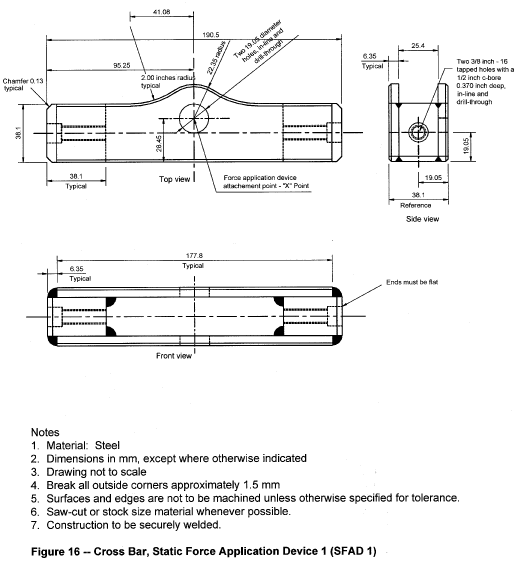 41.08
190.5
95.25
22.35 radius
Two 19.05 diameter
holes, in-line and
drill-through
2.00 inches radius
typical
Chamfer 0.13
typical
38.1
26.45
38.1
Typical
Top view
Force application device
attachement point - "X" Point
6.35
Typical
25.4
Two 3/8 inch - 16
tapped holes with a
1/2 inch c-bore
0.370 inch deep,
in-line and
drill-through
19.05
19.05
38.1
Reference
Side view
177.8
Typical
6.35
Typical
Ends must be flat
Front view
Notes
1. Material: Steel
2. Dimensions in mm, except where otherwise indicated
3. Drawing not to scale
4. Break all outside corners approximately 1.5 mm
5. Surfaces and edges are not to be machined unless otherwise specified for tolerance.
6. Saw-cut or stock size material whenever possible.
7. Construction to be securely welded.
Figure 16 -- Cross Bar, Static Force Application Device 1 (SFAD 1)